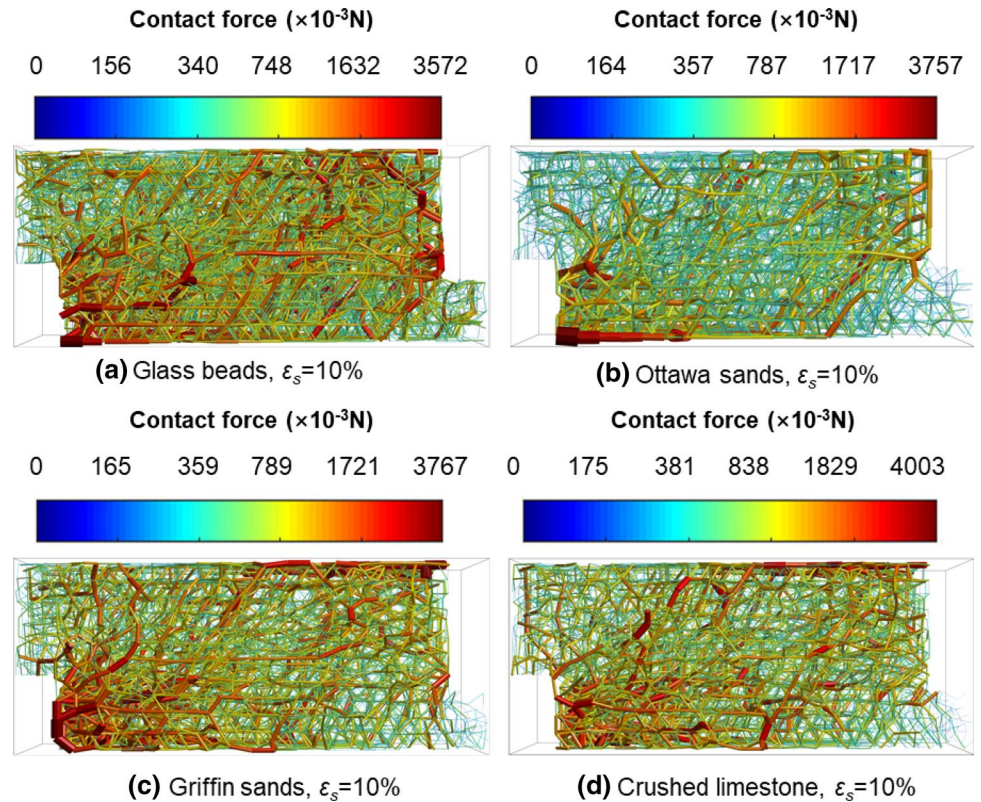 Contact force (×10⁻³N)
0 156 340 748 1632 3572
(a) Glass beads, εₛ=10%
Contact force (×10⁻³N)
0 164 357 787 1717 3757
(b) Ottawa sands, εₛ=10%
Contact force (×10⁻³N)
0 165 359 789 1721 3767
(c) Griffin sands, εₛ=10%
Contact force (×10⁻³N)
0 175 381 838 1829 4003
(d) Crushed limestone, εₛ=10%